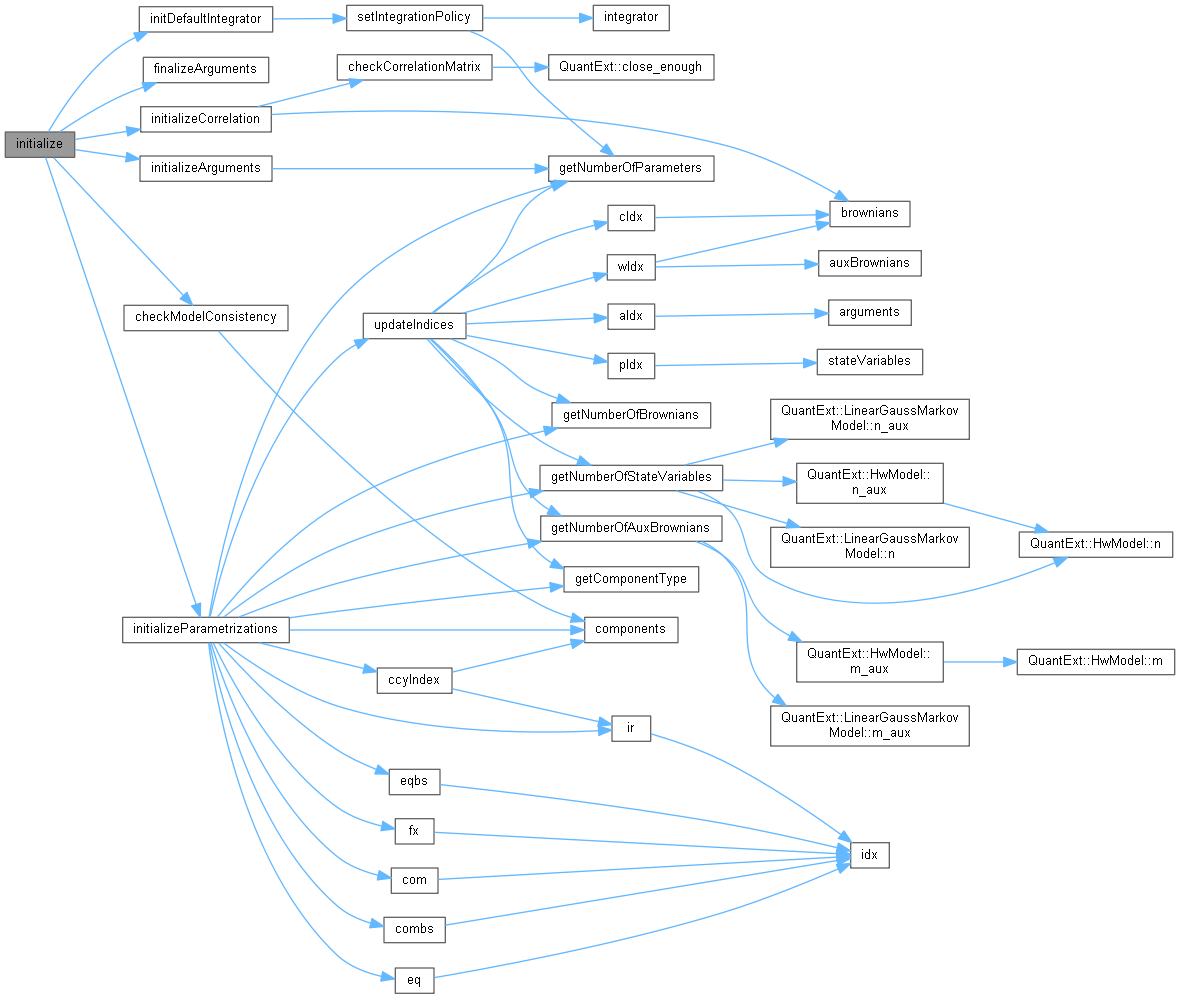 initDefaultIntegrator
setIntegrationPolicy
integrator
finalizeArguments
checkCorrelationMatrix
QuantExt::close_enough
initializeCorrelation
initialize
initializeArguments
getNumberOfParameters
cIdx
brownians
wIdx
auxBrownians
checkModelConsistency
updateIndices
aIdx
arguments
pIdx
stateVariables
getNumberOfBrownians
QuantExt::LinearGaussMarkov
Model::n_aux
getNumberOfStateVariables
QuantExt::HwModel::
n_aux
getNumberOfAuxBrownians
QuantExt::LinearGaussMarkov
Model::n
QuantExt::HwModel::n
getComponentType
initializeParametrizations
components
QuantExt::HwModel::
m_aux
QuantExt::HwModel::m
ccyIndex
QuantExt::LinearGaussMarkov
Model::m_aux
ir
eqbs
fx
idx
com
combs
eq